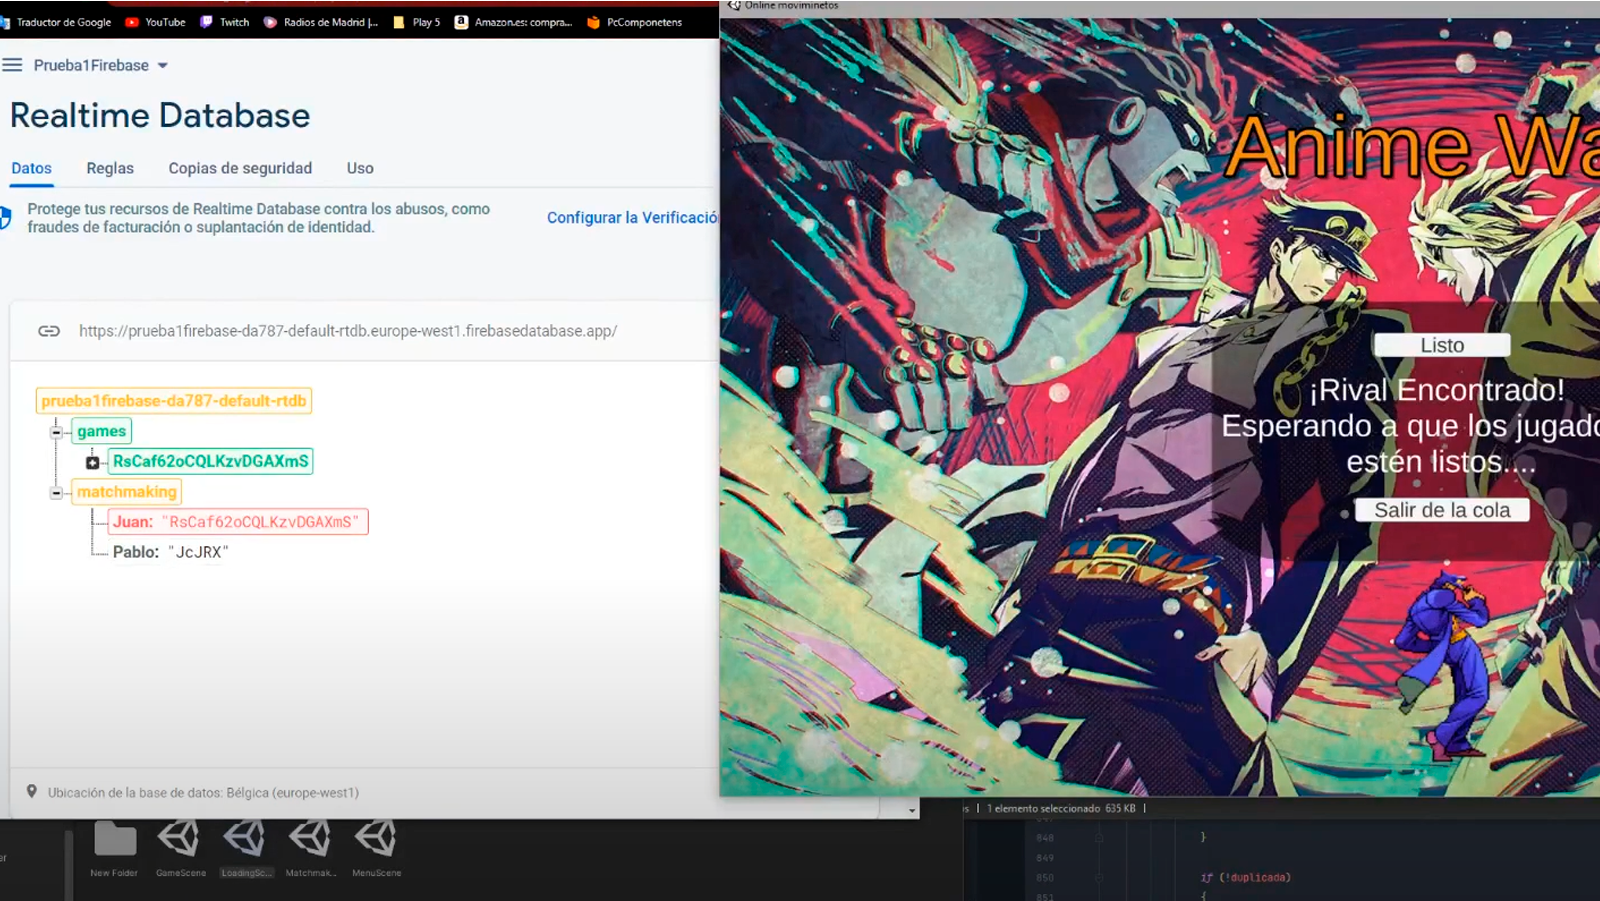 Traductor de Google
YouTube
Twitch
Radios de Madrid |...
Play 5
Amazon.es: compra...
PcComponetens
Online moviminetos
Prueba1Firebase
Realtime Database
Datos
Reglas
Copias de seguridad
Uso
Protege tus recursos de Realtime Database contra los abusos, como
fraudes de facturación o suplantación de identidad.
Configurar la Verificació
https://prueba1firebase-da787-default-rtdb.europe-west1.firebasedatabase.app/
prueba1firebase-da787-default-rtdb
games
RsCaf62oCQLKzvDGAXmS
matchmaking
Juan: "RsCaf62oCQLKzvDGAXmS"
Pablo: "JcJRX"
Ubicación de la base de datos: Bélgica (europe-west1)
Anime Wa
Listo
¡Rival Encontrado!
Esperando a que los jugado
estén listos....
Salir de la cola
s | 1 elemento seleccionado 635 KB |
er
New Folder
GameScene
LoadingSc...
Matchmak...
MenuScene
848 }
849
850 if (!duplicada)
851 {